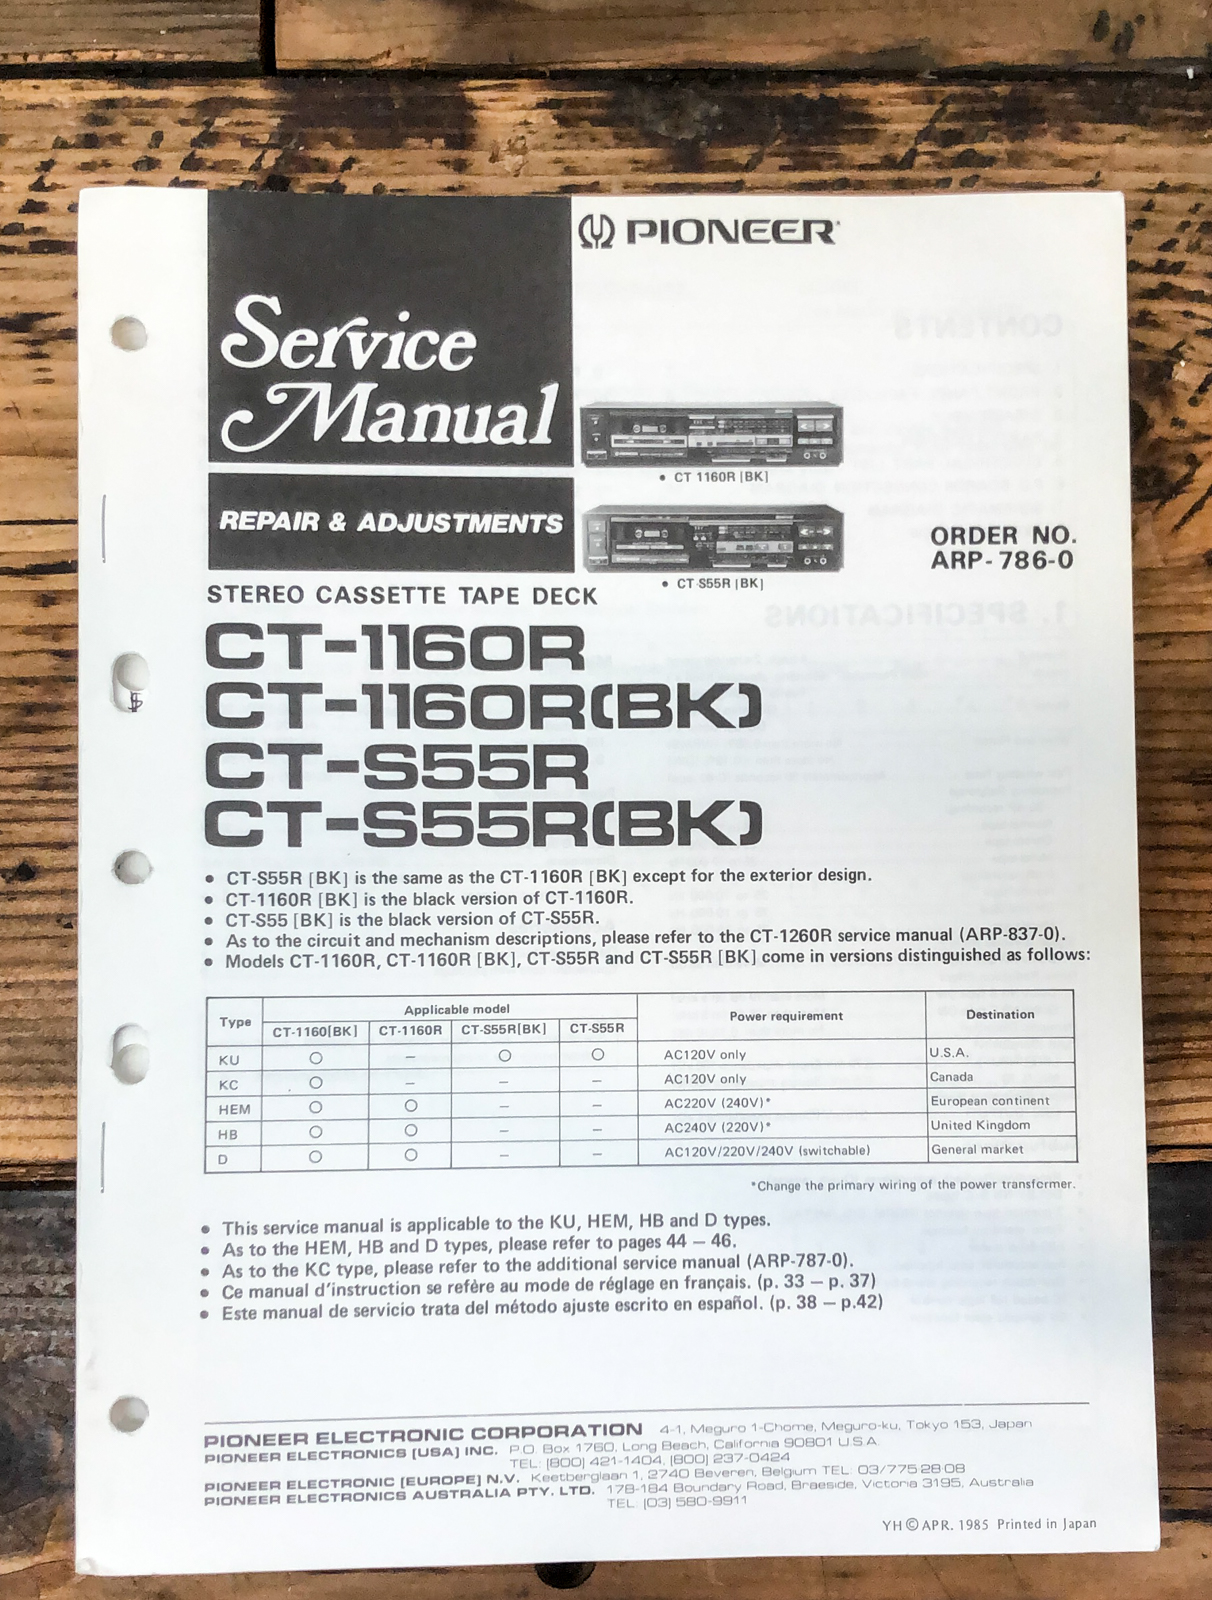 PIONEER
Service
Manual
• CT 1160R [BK]
REPAIR & ADJUSTMENTS
• CT-S55R [BK]
ORDER NO.
ARP-786-0
STEREO CASSETTE TAPE DECK
CT-1160R
CT-1160R(BK)
CT-S55R
CT-S55R(BK)
• CT-S55R [BK] is the same as the CT-1160R [BK] except for the exterior design.
• CT-1160R [BK] is the black version of CT-1160R.
• CT-S55 [BK] is the black version of CT-S55R.
• As to the circuit and mechanism descriptions, please refer to the CT-1260R service manual (ARP-837-0).
• Models CT-1160R, CT-1160R [BK], CT-S55R and CT-S55R [BK] come in versions distinguished as follows:
Type Applicable model Power requirement Destination
CT-1160[BK] CT-1160R CT-S55R[BK] CT-S55R
KU ○ – ○ ○ AC120V only U.S.A.
KC ○ – – – AC120V only Canada
HEM ○ ○ – – AC220V (240V)* European continent
HB ○ ○ – – AC240V (220V)* United Kingdom
D ○ ○ – – AC120V/220V/240V (switchable) General market
*Change the primary wiring of the power transformer.
• This service manual is applicable to the KU, HEM, HB and D types.
• As to the HEM, HB and D types, please refer to pages 44 – 46.
• As to the KC type, please refer to the additional service manual (ARP-787-0).
• Ce manual d'instruction se refère au mode de réglage en français. (p. 33 – p. 37)
• Este manual de servicio trata del método ajuste escrito en español. (p. 38 – p.42)
PIONEER ELECTRONIC CORPORATION 4-1, Meguro 1-Chome, Meguro-ku, Tokyo 153, Japan
PIONEER ELECTRONICS [USA] INC. P.O. Box 1760, Long Beach, California 90801 U.S.A.
TEL: [800] 421-1404, [800] 237-0424
PIONEER ELECTRONIC [EUROPE] N.V. Keetberglaan 1, 2740 Beveren, Belgium TEL: 03/775·28·08
PIONEER ELECTRONICS AUSTRALIA PTY. LTD. 178-184 Boundary Road, Braeside, Victoria 3195, Australia
TEL: [03] 580-9911
YH © APR. 1985 Printed in Japan